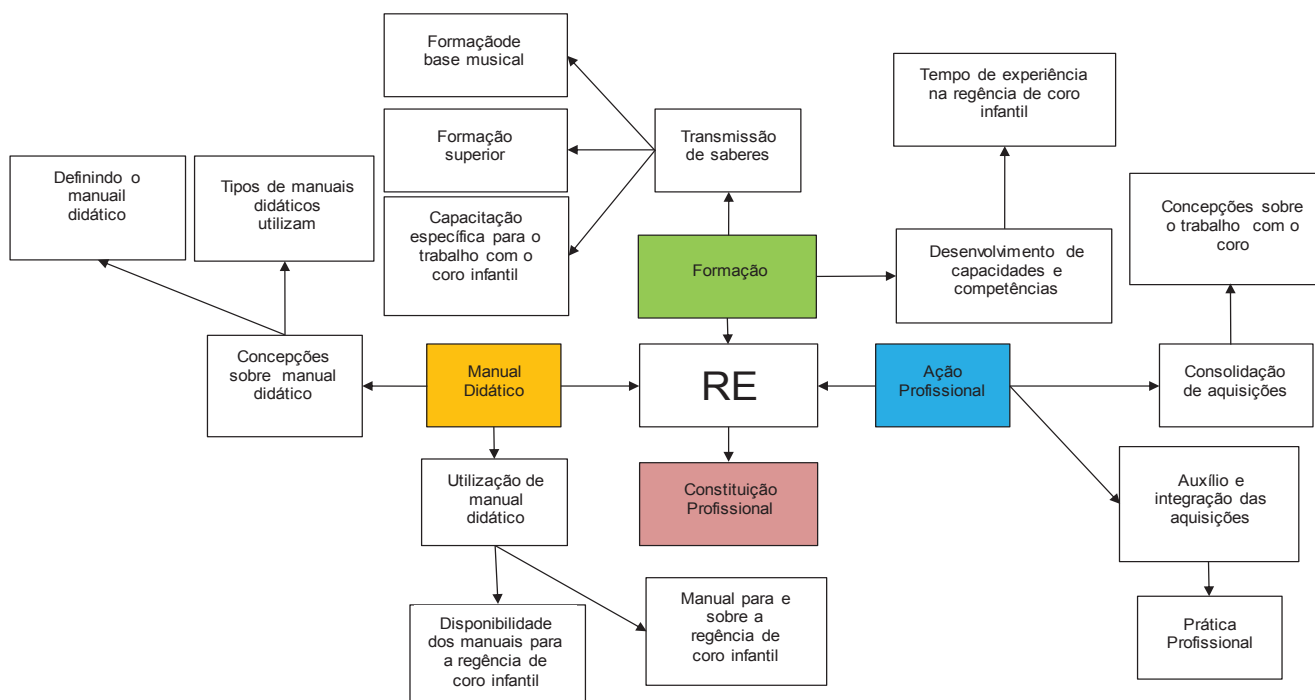 Formaçãode
base musical
Tempo de experiência
na regência de coro
infantil
Formação
superior
Transmissão
de saberes
Definindo o
manuail
didático
Tipos de manuais
didáticos
utilizam
Concepções sobre
o trabalho com o
coro
Capacitação
específica para o
trabalho com o
coro infantil
Formação
Desenvolvimento de
capacidades e
competências
Concepções
sobre manual
didático
Manual
Didático
RE
Ação
Profissional
Consolidação
de aquisições
Utilização de
manual
didático
Constituição
Profissional
Auxílio e
integração das
aquisições
Disponibilidade
dos manuais para
a regência de
coro infantil
Manual para e
sobre a
regência de
coro infantil
Prática
Profissional